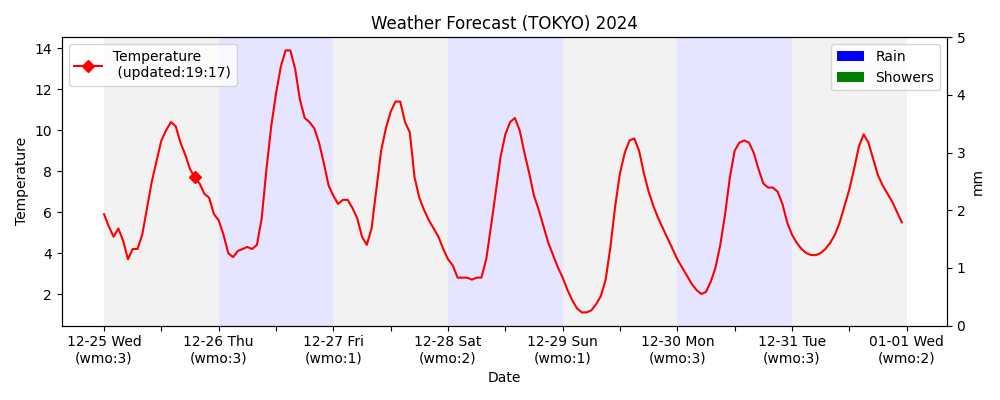 Weather Forecast (TOKYO) 2024
Temperature
(updated:19:17)
Rain
Showers
14
12
10
8
6
4
2
Temperature
5
4
3
2
1
0
mm
12-25 Wed
(wmo:3)
12-26 Thu
(wmo:3)
12-27 Fri
(wmo:1)
12-28 Sat
(wmo:2)
12-29 Sun
(wmo:1)
12-30 Mon
(wmo:3)
12-31 Tue
(wmo:3)
01-01 Wed
(wmo:2)
Date